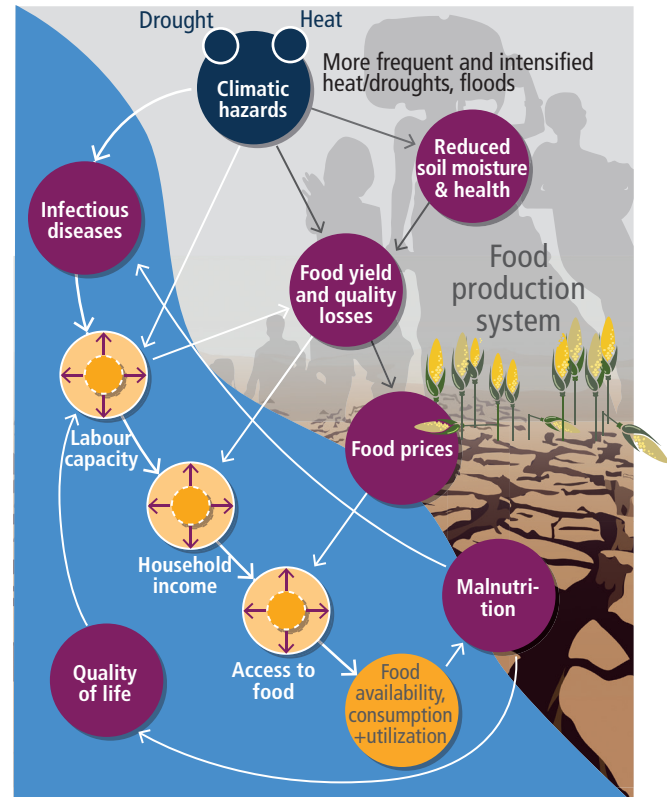 Drought
Heat
Climatic
hazards
More frequent and intensified
heat/droughts, floods
Reduced
soil moisture
& health
Infectious
diseases
Food yield
and quality
losses
Food
production
system
Labour
capacity
Food prices
Household
income
Malnutri-
tion
Access to
food
Quality
of life
Food
availability,
consumption
+utilization